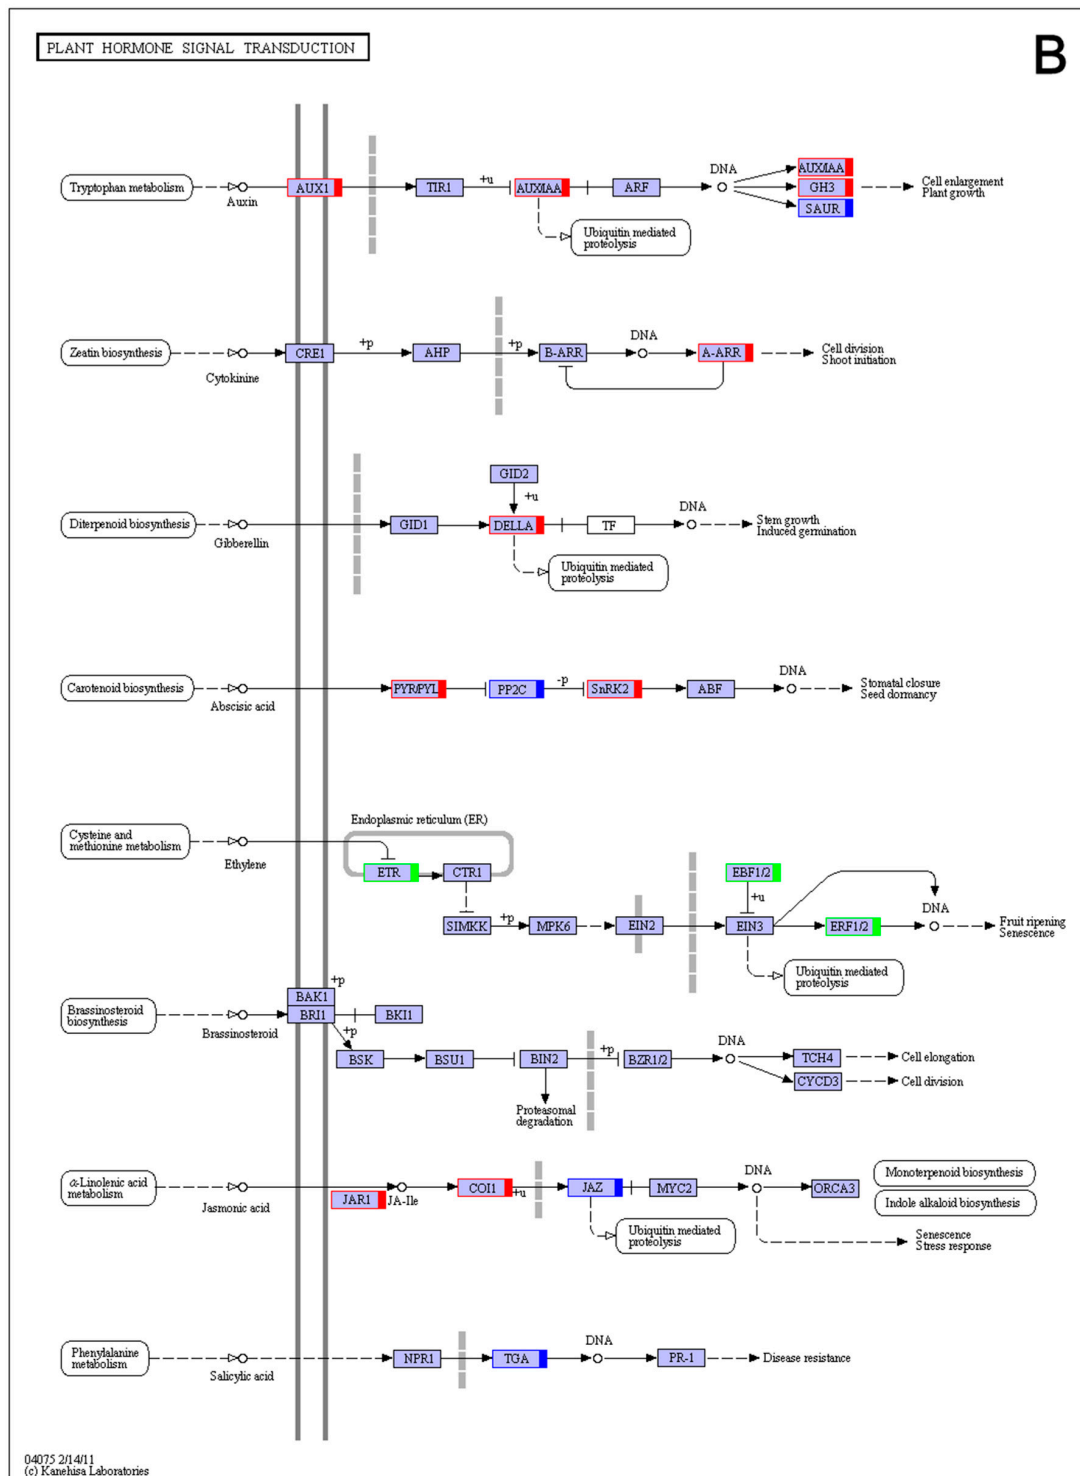 PLANT HORMONE SIGNAL TRANSDUCTION
B
Tryptophan metabolism
Auxin
AUX1
TIR1
+u
AUX/IAA
ARF
DNA
AUX/IAA
GH3
SAUR
Cell enlargement
Plant growth
Ubiquitin mediated
proteolysis
Zeatin biosynthesis
Cytokinine
CRE1
+p
AHP
+p
B-ARR
DNA
A-ARR
Cell division
Shoot initiation
GID2
+u
Diterpenoid biosynthesis
Gibberellin
GID1
DELLA
TF
DNA
Stem growth
Induced germination
Ubiquitin mediated
proteolysis
Carotenoid biosynthesis
Abscisic acid
PYR/PYL
PP2C
-p
SnRK2
ABF
DNA
Stomatal closure
Seed dormancy
Cysteine and
methionine metabolism
Ethylene
Endoplasmic reticulum (ER)
ETR
CTR1
SIMKK
+p
MPK6
EIN2
EBF1/2
+u
EIN3
ERF1/2
DNA
Fruit ripening
Senescence
Ubiquitin mediated
proteolysis
Brassinosteroid
biosynthesis
Brassinosteroid
BAK1
+p
BRI1
BKI1
+p
BSK
BSU1
BIN2
+p
BZR1/2
DNA
TCH4
CYCD3
Cell elongation
Cell division
Proteasomal
degradation
α-Linolenic acid
metabolism
Jasmonic acid
JAR1
JA-Ile
COI1
+u
JAZ
MYC2
DNA
ORCA3
Monoterpenoid biosynthesis
Indole alkaloid biosynthesis
Ubiquitin mediated
proteolysis
Senescence
Stress response
Phenylalanine
metabolism
Salicylic acid
NPR1
TGA
DNA
PR-1
Disease resistance
04075 2/14/11
(c) Kanehisa Laboratories